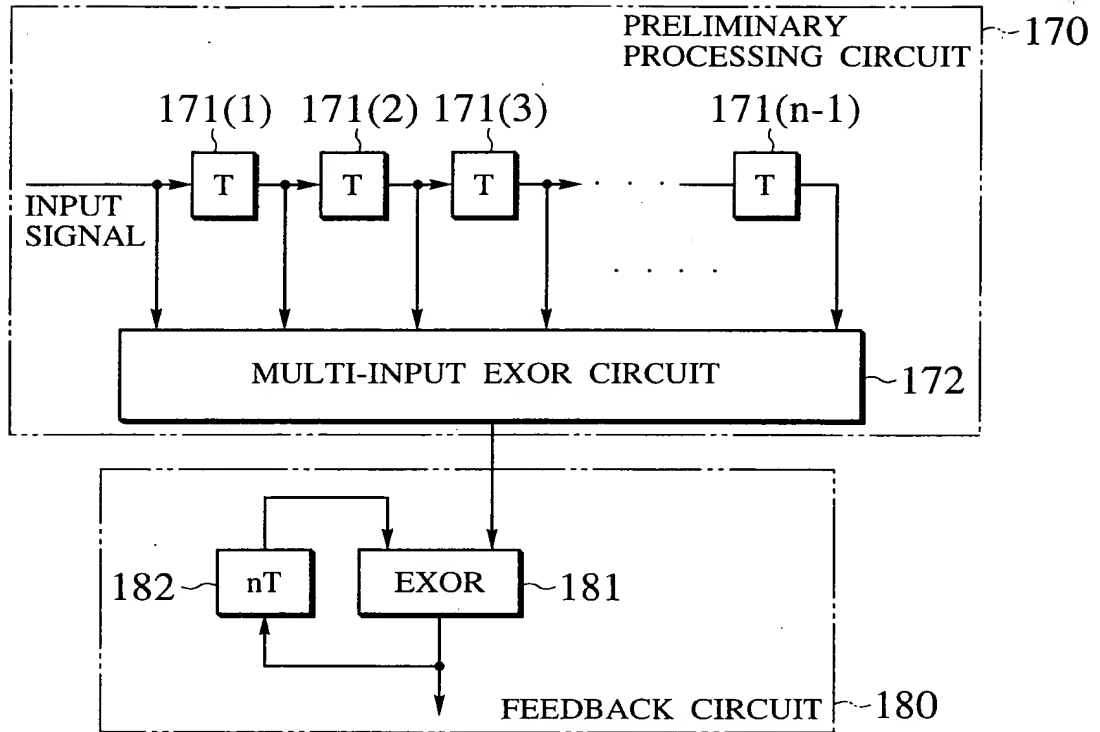 PRELIMINARY
PROCESSING CIRCUIT
170
171(1) 171(2) 171(3) 171(n-1)
T T T · · · · T
INPUT
SIGNAL
· · · ·
MULTI-INPUT EXOR CIRCUIT
172
182 nT EXOR 181
FEEDBACK CIRCUIT 180